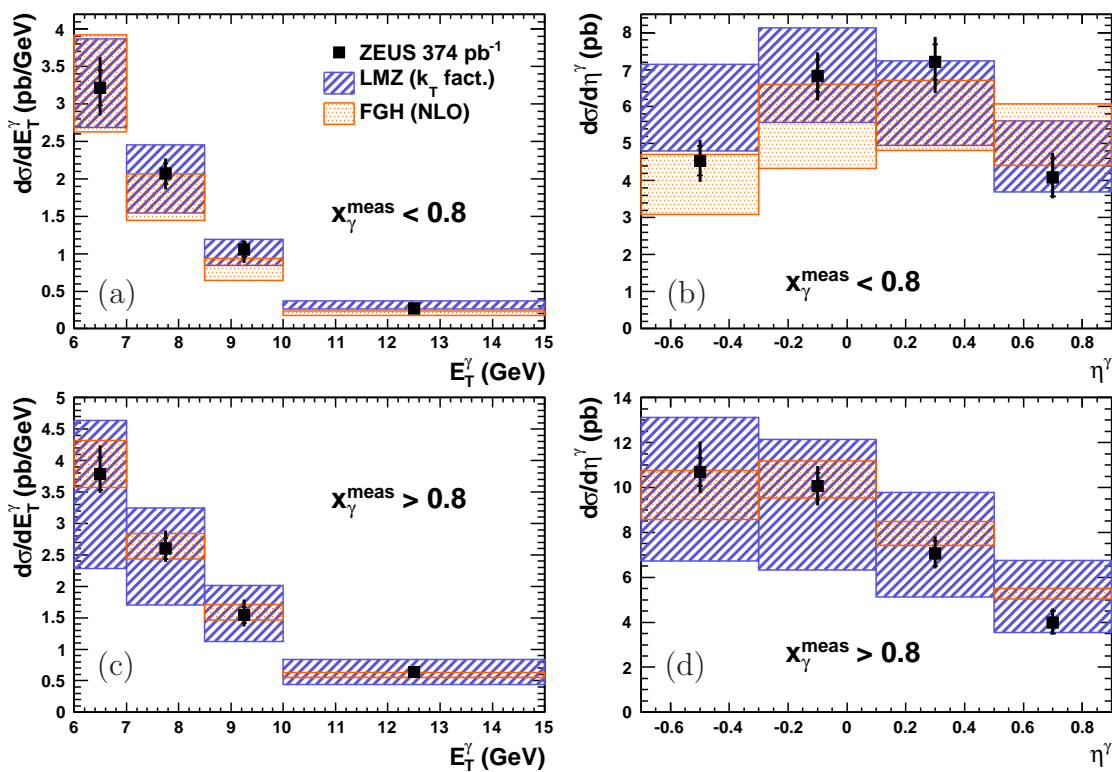 dσ/dE_T^γ (pb/GeV)
4
3.5
3
2.5
2
1.5
1
0.5
0
ZEUS 374 pb⁻¹
LMZ (k_T fact.)
FGH (NLO)
x_γ^meas < 0.8
(a)
6 7 8 9 10 11 12 13 14 15
E_T^γ (GeV)
dσ/dη^γ (pb)
8
7
6
5
4
3
2
1
0
x_γ^meas < 0.8
(b)
-0.6 -0.4 -0.2 0 0.2 0.4 0.6 0.8
η^γ
dσ/dE_T^γ (pb/GeV)
5
4.5
4
3.5
3
2.5
2
1.5
1
0.5
0
x_γ^meas > 0.8
(c)
6 7 8 9 10 11 12 13 14 15
E_T^γ (GeV)
dσ/dη^γ (pb)
14
12
10
8
6
4
2
0
x_γ^meas > 0.8
(d)
-0.6 -0.4 -0.2 0 0.2 0.4 0.6 0.8
η^γ